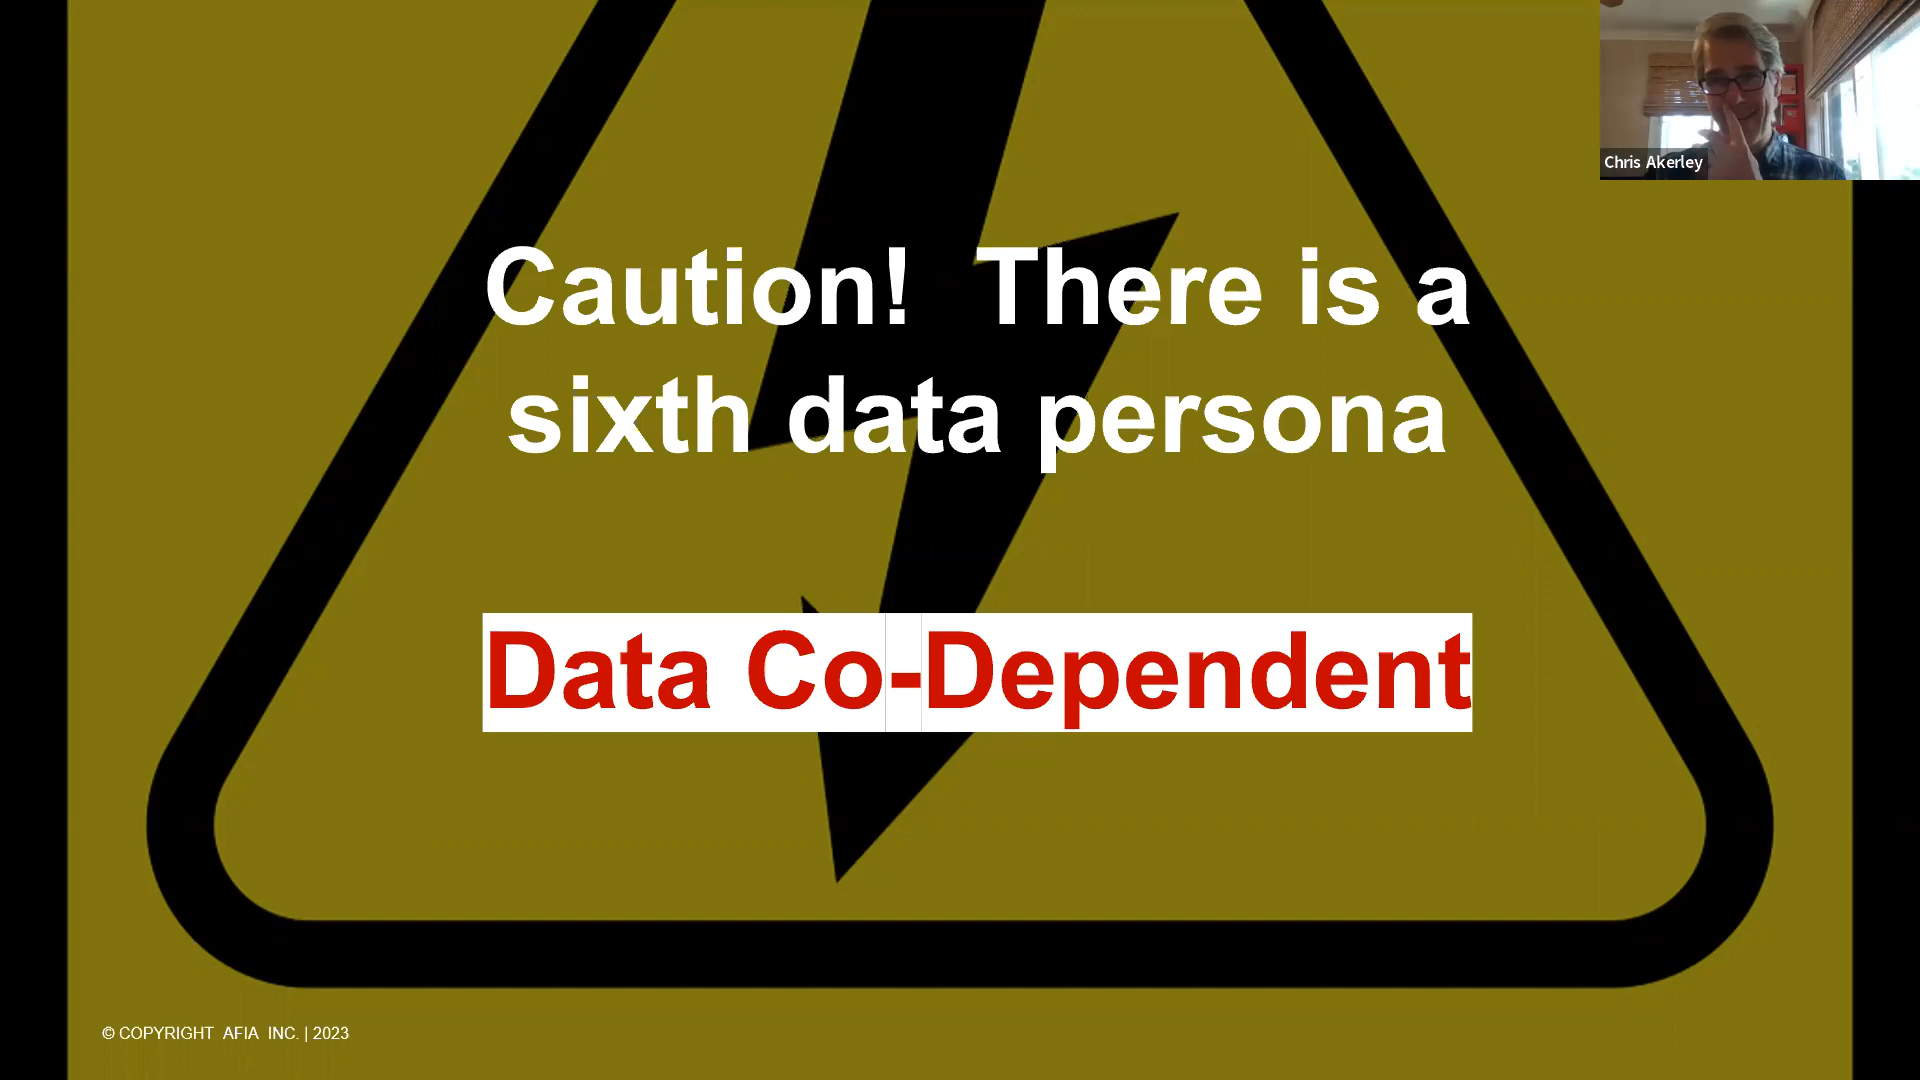 Chris Akerley
Caution!  There is a
sixth data persona
Data Co-Dependent
© COPYRIGHT AFIA INC. | 2023